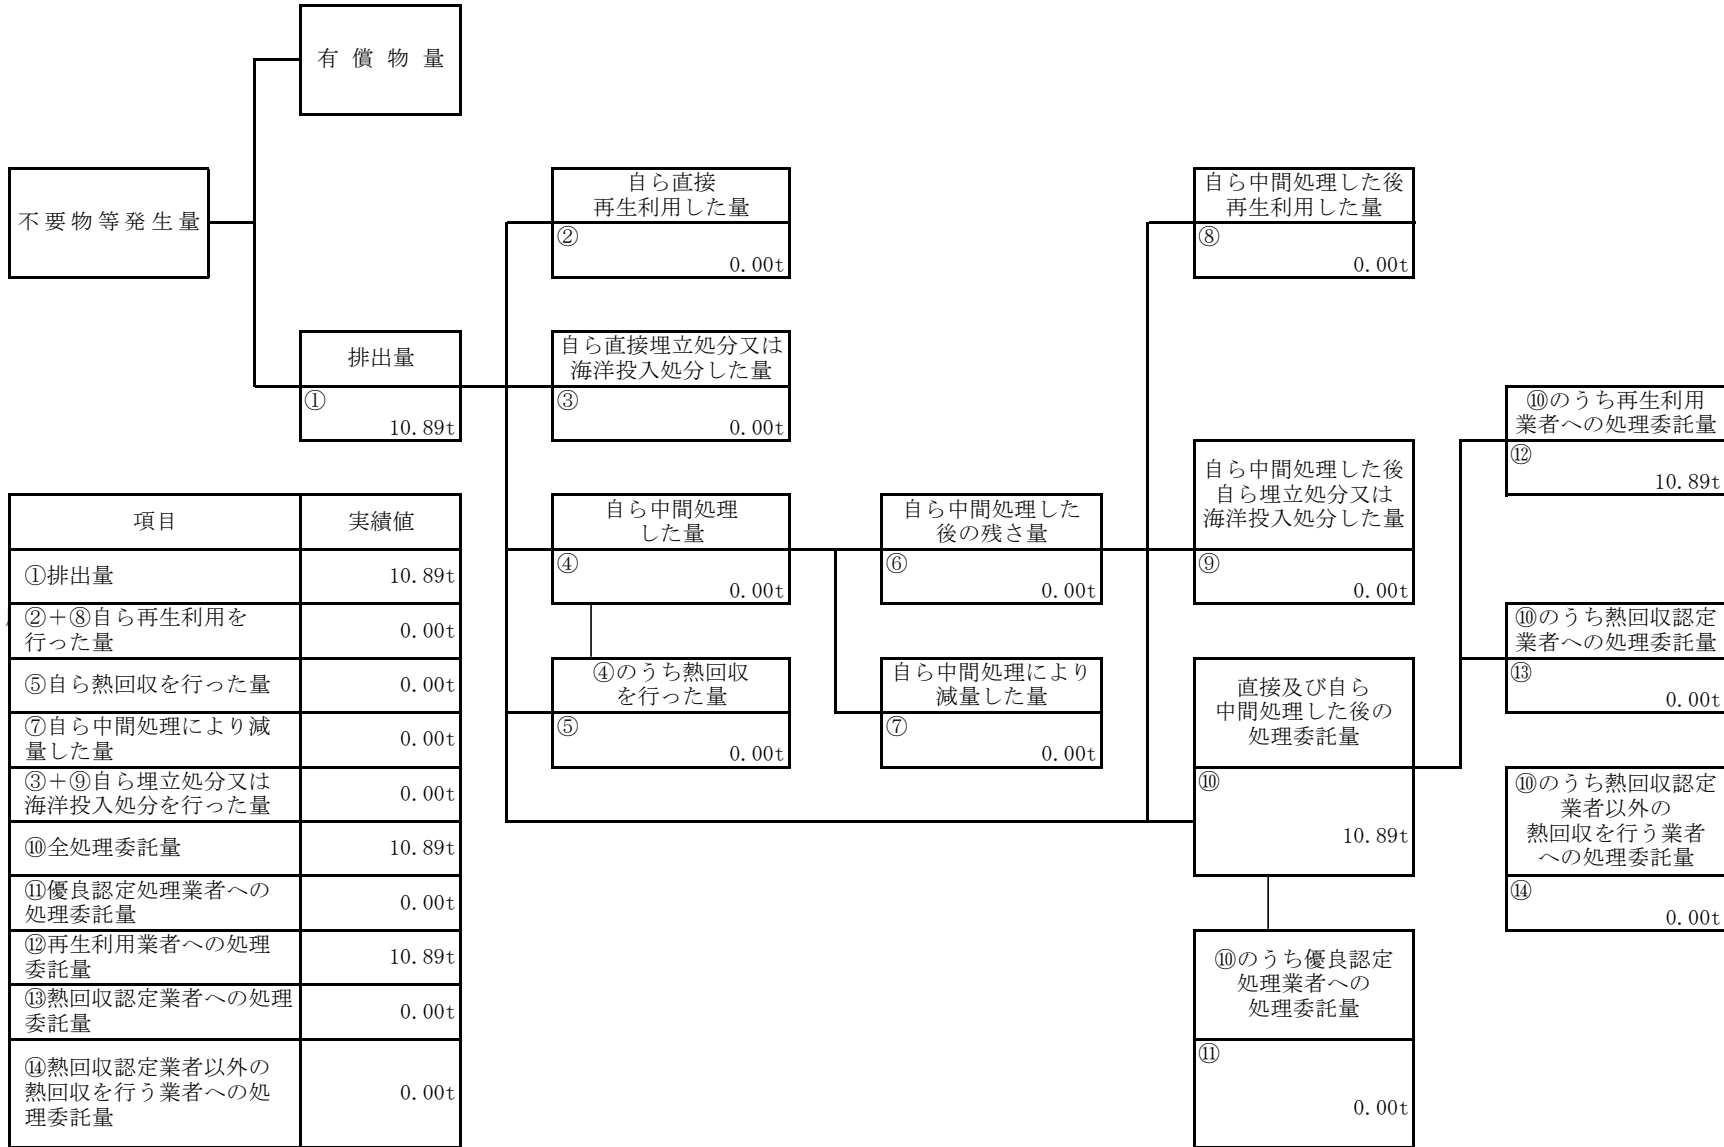 有償物量
不要物等発生量
自ら直接
再生利用した量
②
0.00t
自ら中間処理した後
再生利用した量
⑧
0.00t
排出量
①
10.89t
自ら直接埋立処分又は
海洋投入処分した量
③
0.00t
⑩のうち再生利用
業者への処理委託量
⑫
10.89t
自ら中間処理
した量
④
0.00t
自ら中間処理した
後の残さ量
⑥
0.00t
自ら中間処理した後
自ら埋立処分又は
海洋投入処分した量
⑨
0.00t
⑩のうち熱回収認定
業者への処理委託量
⑬
0.00t
④のうち熱回収
を行った量
⑤
0.00t
自ら中間処理により
減量した量
⑦
0.00t
直接及び自ら
中間処理した後の
処理委託量
⑩
10.89t
⑩のうち熱回収認定
業者以外の
熱回収を行う業者
への処理委託量
⑭
0.00t
⑩のうち優良認定
処理業者への
処理委託量
⑪
0.00t
項目 実績値
①排出量 10.89t
②＋⑧自ら再生利用を
行った量 0.00t
⑤自ら熱回収を行った量 0.00t
⑦自ら中間処理により減
量した量 0.00t
③＋⑨自ら埋立処分又は
海洋投入処分を行った量 0.00t
⑩全処理委託量 10.89t
⑪優良認定処理業者への
処理委託量 0.00t
⑫再生利用業者への処理
委託量 10.89t
⑬熱回収認定業者への処理
委託量 0.00t
⑭熱回収認定業者以外の
熱回収を行う業者への処
理委託量 0.00t